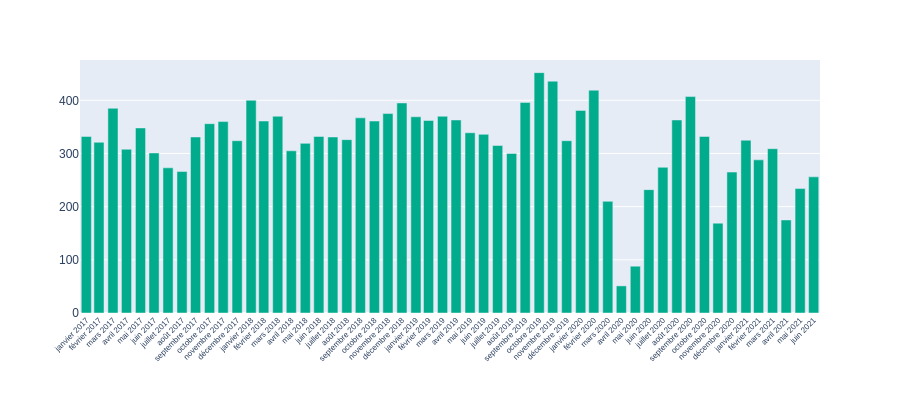 400
300
200
100
0
janvier 2017
février 2017
mars 2017
avril 2017
mai 2017
juin 2017
juillet 2017
août 2017
septembre 2017
octobre 2017
novembre 2017
décembre 2017
janvier 2018
février 2018
mars 2018
avril 2018
mai 2018
juin 2018
juillet 2018
août 2018
septembre 2018
octobre 2018
novembre 2018
décembre 2018
janvier 2019
février 2019
mars 2019
avril 2019
mai 2019
juin 2019
juillet 2019
août 2019
septembre 2019
octobre 2019
novembre 2019
décembre 2019
janvier 2020
février 2020
mars 2020
avril 2020
mai 2020
juin 2020
juillet 2020
août 2020
septembre 2020
octobre 2020
novembre 2020
décembre 2020
janvier 2021
février 2021
mars 2021
avril 2021
mai 2021
juin 2021